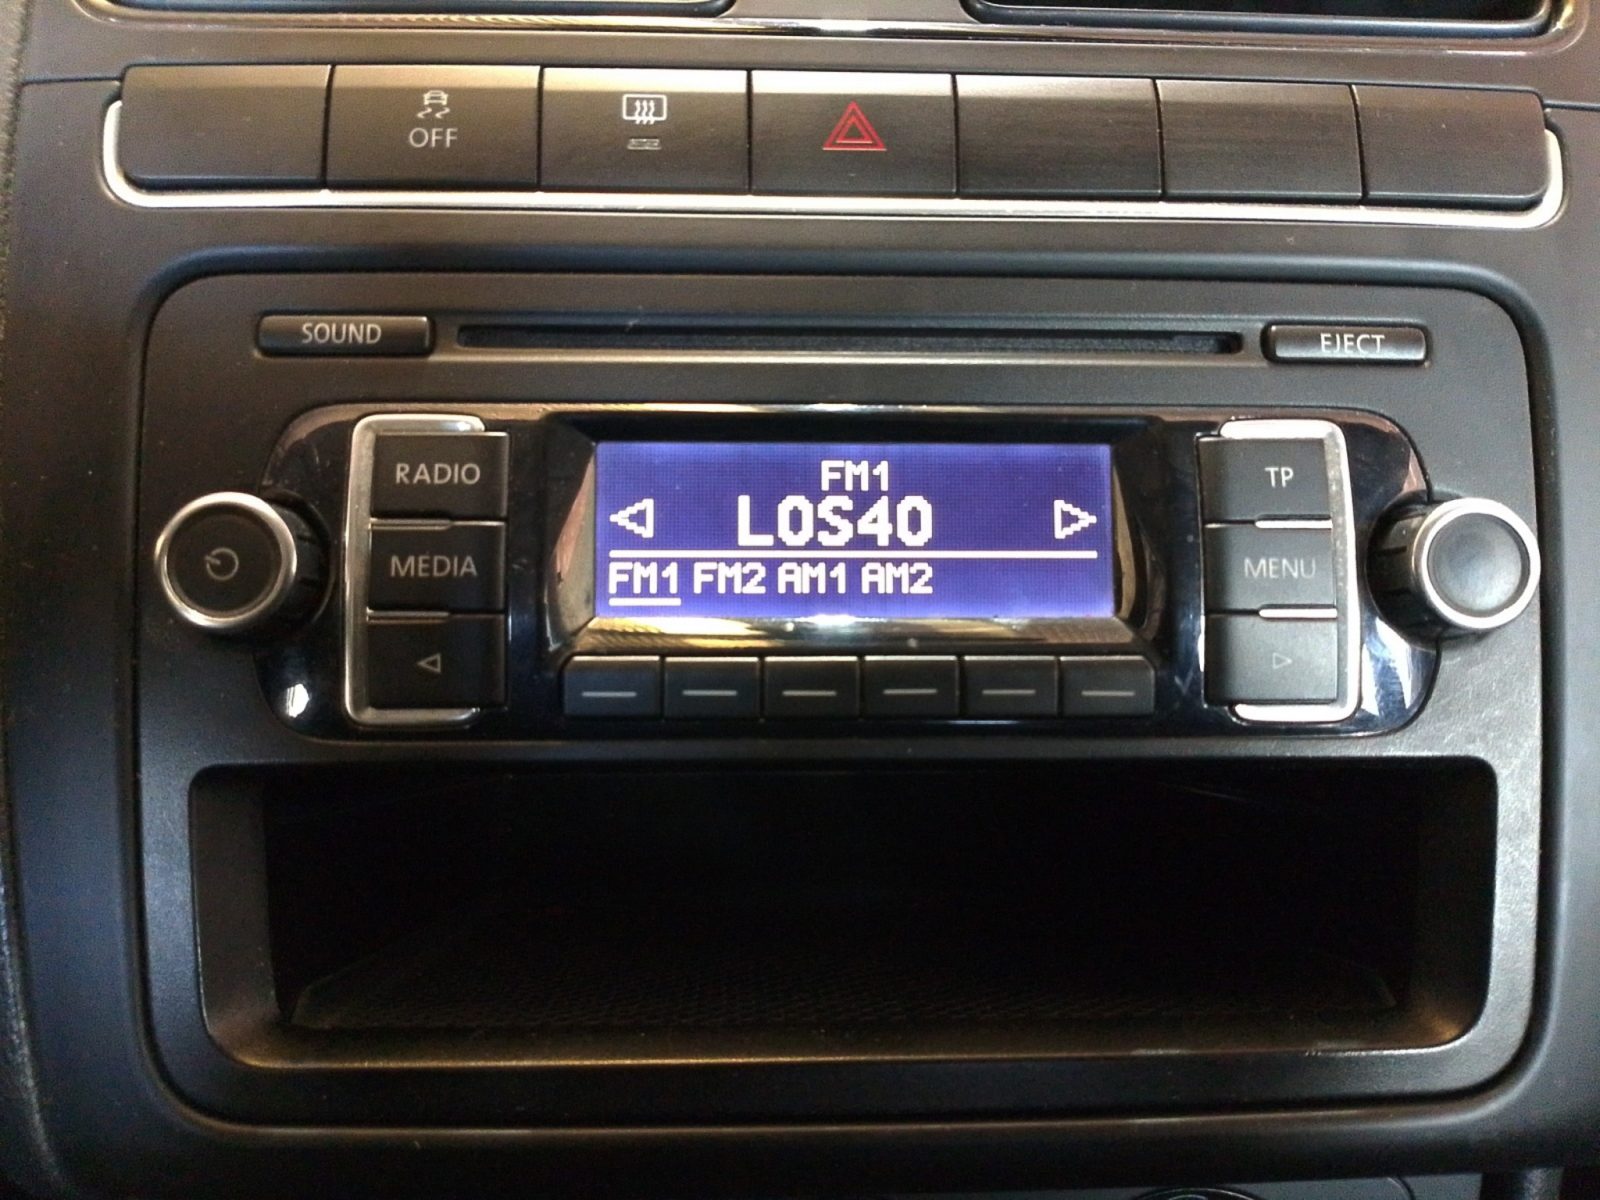 OFF
SOUND
EJECT
RADIO
MEDIA
FM1
LOS40
FM1 FM2 AM1 AM2
TP
MENU